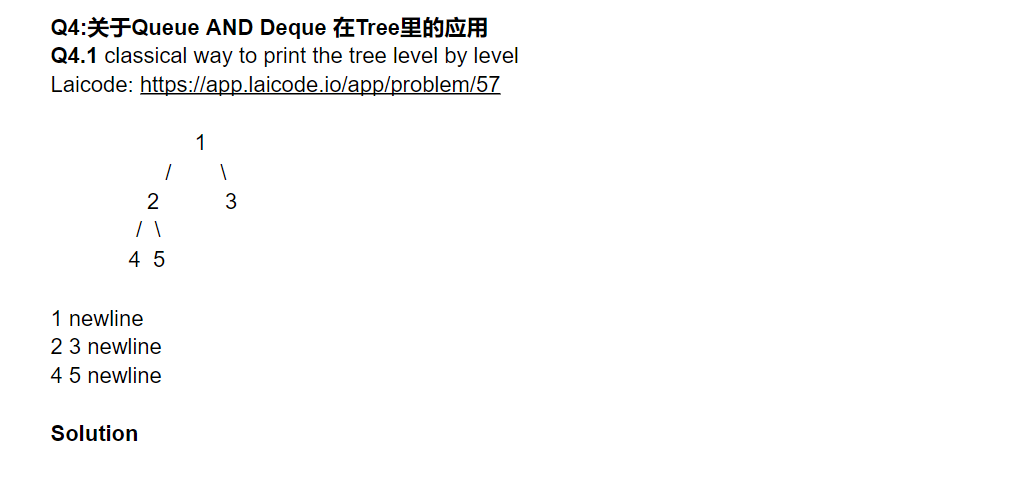 Q4:关于Queue AND Deque 在Tree里的应用
Q4.1 classical way to print the tree level by level
Laicode: https://app.laicode.io/app/problem/57
1
/ \
2 3
/ \
4 5
1 newline
2 3 newline
4 5 newline
Solution